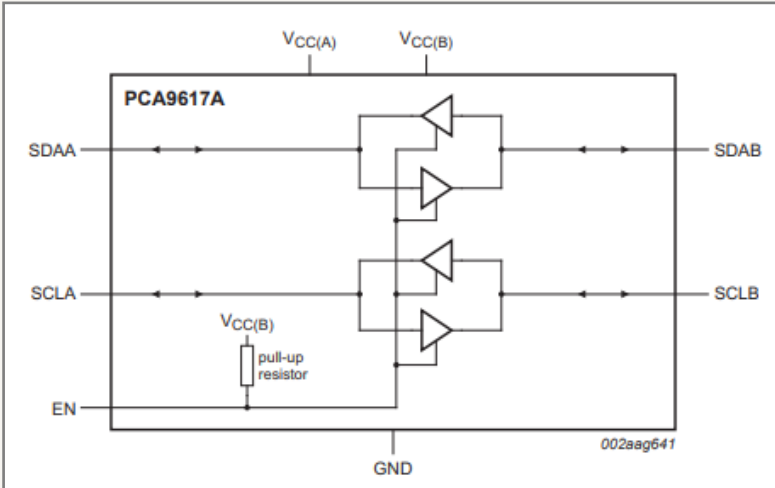 VCC(A) VCC(B)
PCA9617A
SDAA
SDAB
SCLA
SCLB
VCC(B)
pull-up
resistor
EN
002aag641
GND